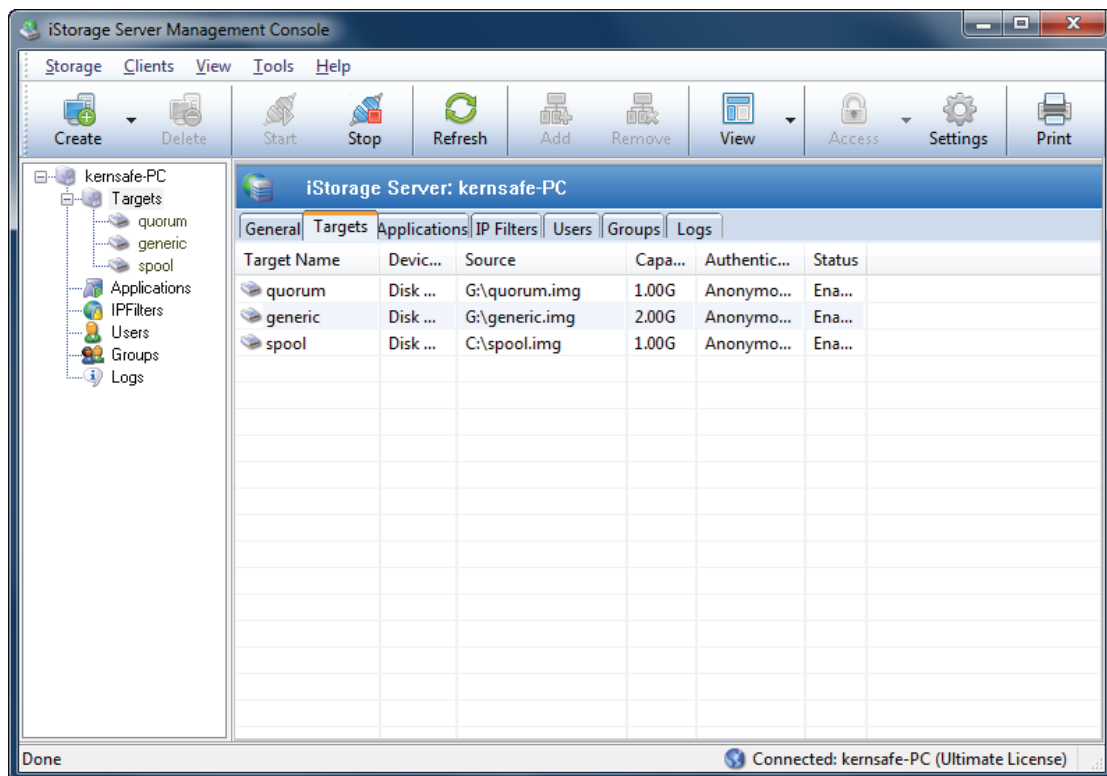 iStorage Server Management Console
Storage Clients View Tools Help
Create Delete Start Stop Refresh Add Remove View Access Settings Print
kernsafe-PC
Targets
quorum
generic
spool
Applications
IPFilters
Users
Groups
Logs
iStorage Server: kernsafe-PC
General Targets Applications IP Filters Users Groups Logs
Target Name Devic... Source Capa... Authentic... Status
quorum Disk ... G:\quorum.img 1.00G Anonymo... Ena...
generic Disk ... G:\generic.img 2.00G Anonymo... Ena...
spool Disk ... C:\spool.img 1.00G Anonymo... Ena...
Done Connected: kernsafe-PC (Ultimate License)